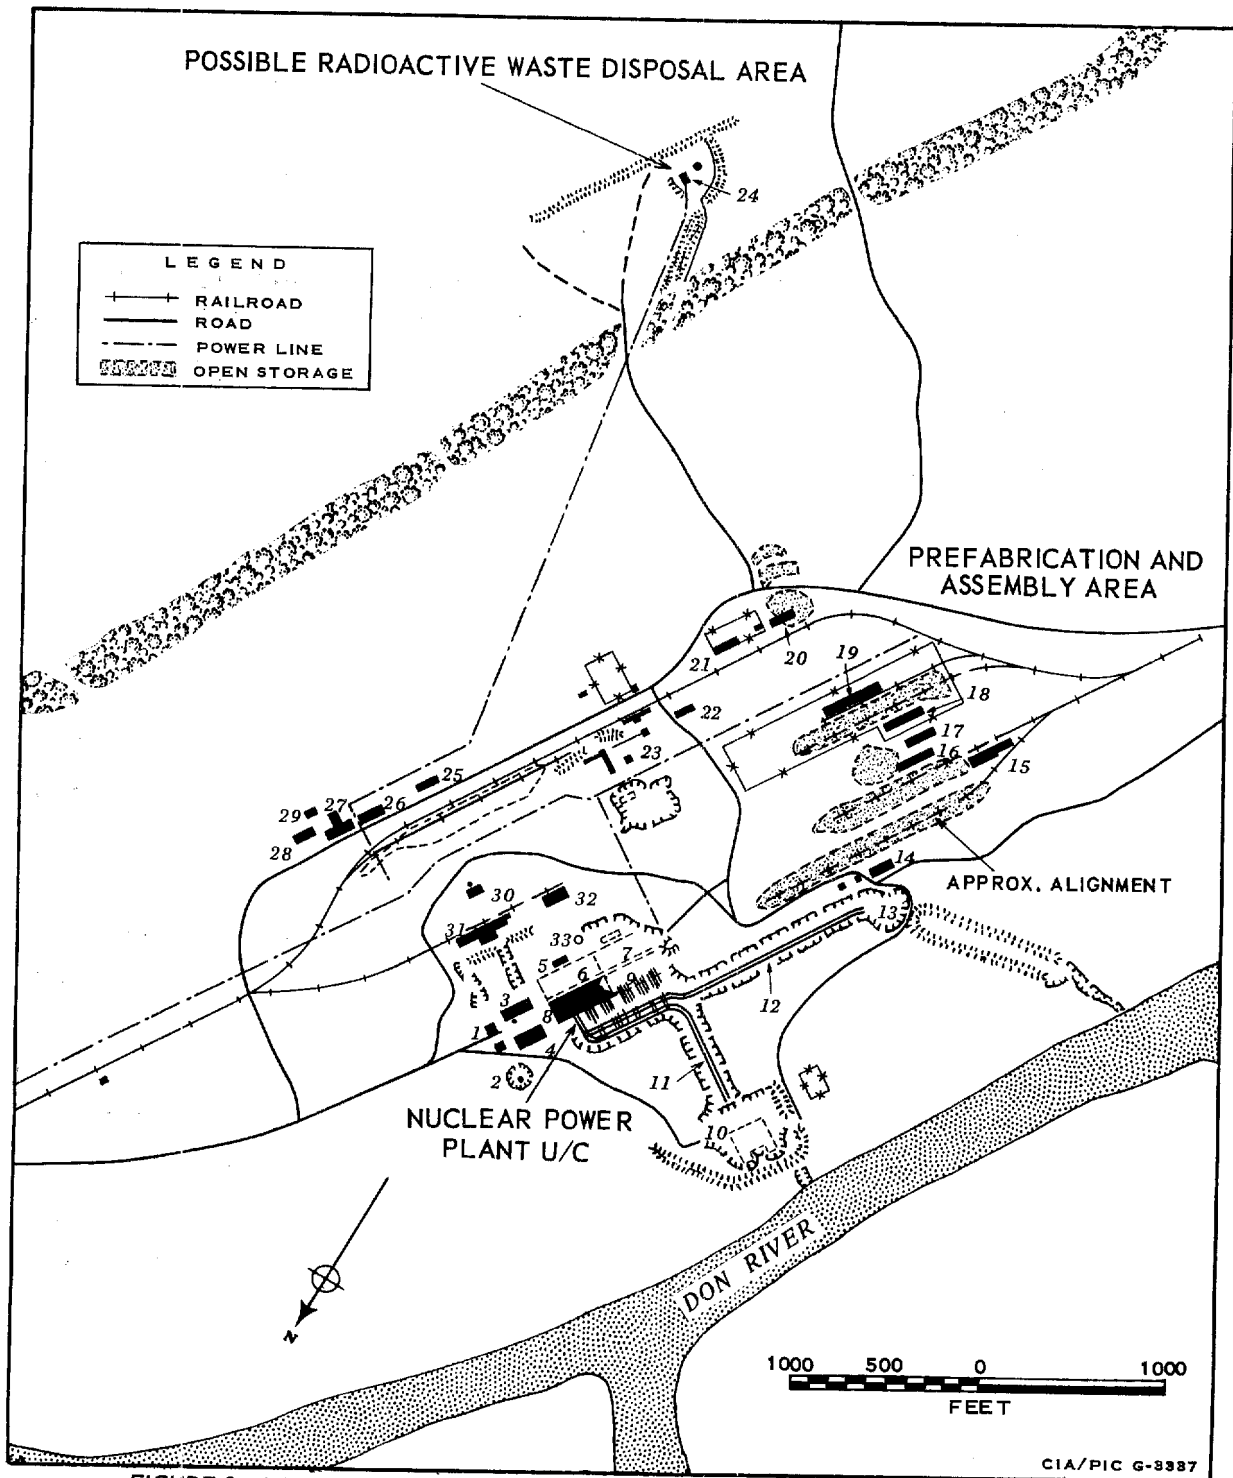 POSSIBLE RADIOACTIVE WASTE DISPOSAL AREA
24
LEGEND
RAILROAD
ROAD
POWER LINE
OPEN STORAGE
PREFABRICATION AND
ASSEMBLY AREA
21
20
19
18
22
17
23
16
15
25
29
27
26
28
14
APPROX. ALIGNMENT
30
32
13
31
33
5
7
6
9
12
3
8
1
4
2
11
NUCLEAR POWER
PLANT U/C
10
N
DON RIVER
1000 500 0 1000
FEET
CIA/PIC G-3387